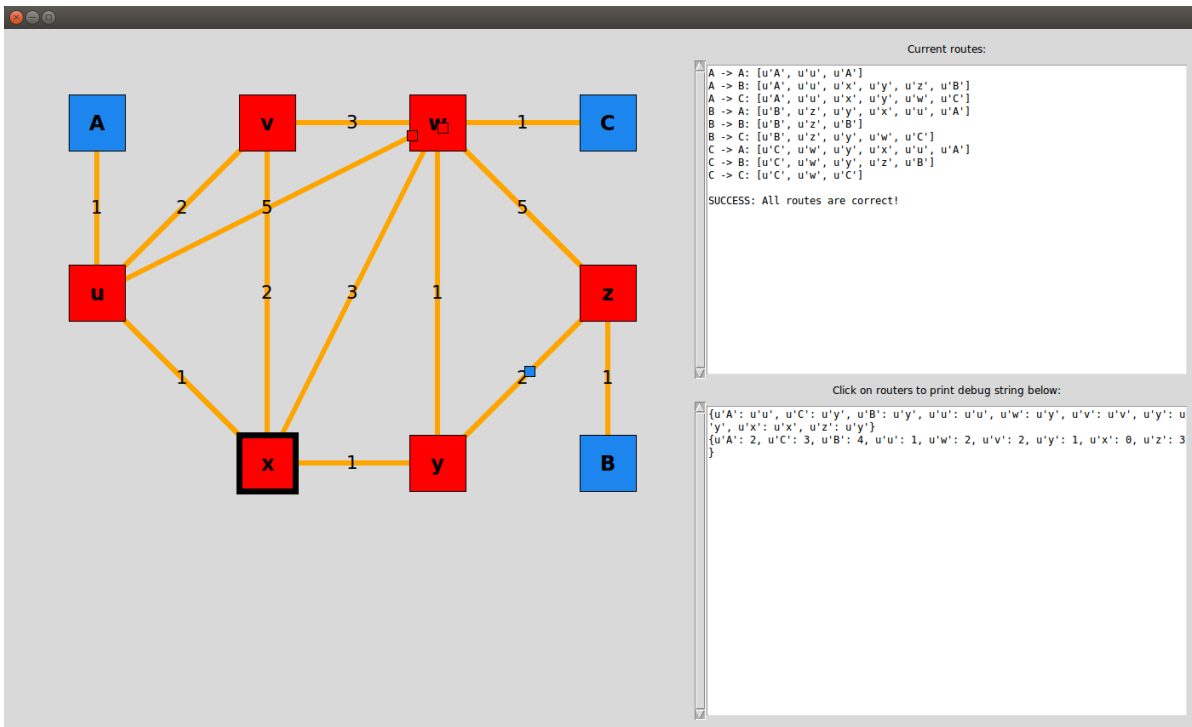 Current routes:
A -> A: [u'A', u'u', u'A']
A -> B: [u'A', u'u', u'x', u'y', u'z', u'B']
A -> C: [u'A', u'u', u'x', u'y', u'w', u'C']
B -> A: [u'B', u'z', u'y', u'x', u'u', u'A']
B -> B: [u'B', u'z', u'B']
B -> C: [u'B', u'z', u'y', u'w', u'C']
C -> A: [u'C', u'w', u'y', u'x', u'u', u'A']
C -> B: [u'C', u'w', u'y', u'z', u'B']
C -> C: [u'C', u'w', u'C']
SUCCESS: All routes are correct!
A
v
3
w
1
C
1
2
5
5
u
2
3
1
z
1
2
1
x
1
y
B
Click on routers to print debug string below:
{u'A': u'u', u'C': u'y', u'B': u'y', u'u': u'u', u'w': u'y', u'v': u'v', u'y': u
'y', u'x': u'x', u'z': u'y'}
{u'A': 2, u'C': 3, u'B': 4, u'u': 1, u'w': 2, u'v': 2, u'y': 1, u'x': 0, u'z': 3
}